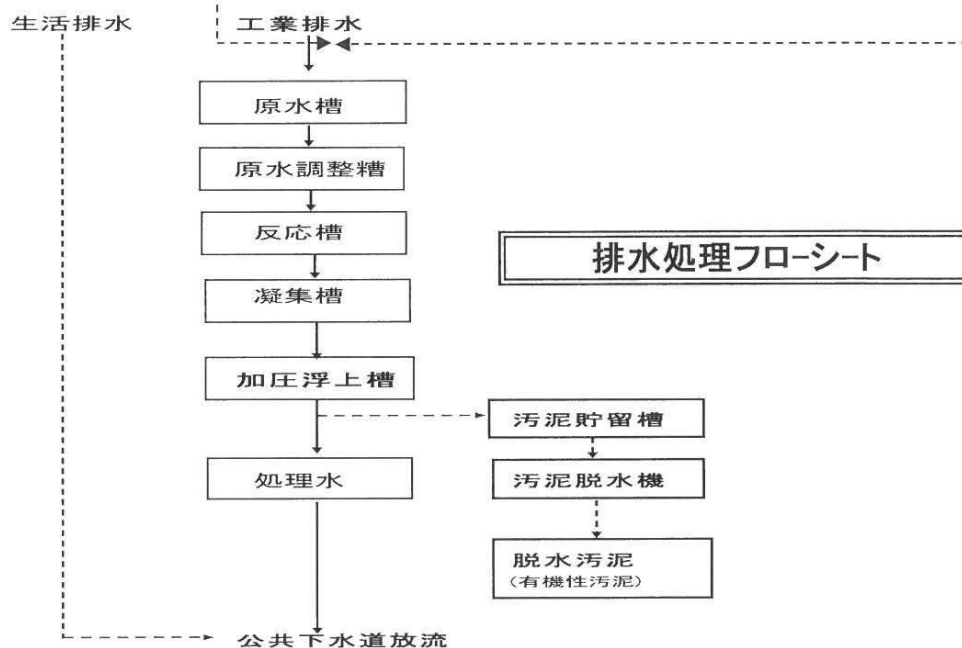 生活排水
工業排水
原水槽
原水調整糟
反応槽
排水処理フローシート
凝集槽
加圧浮上槽
汚泥貯留槽
処理水
汚泥脱水機
脱水汚泥
(有機性汚泥)
公共下水道放流